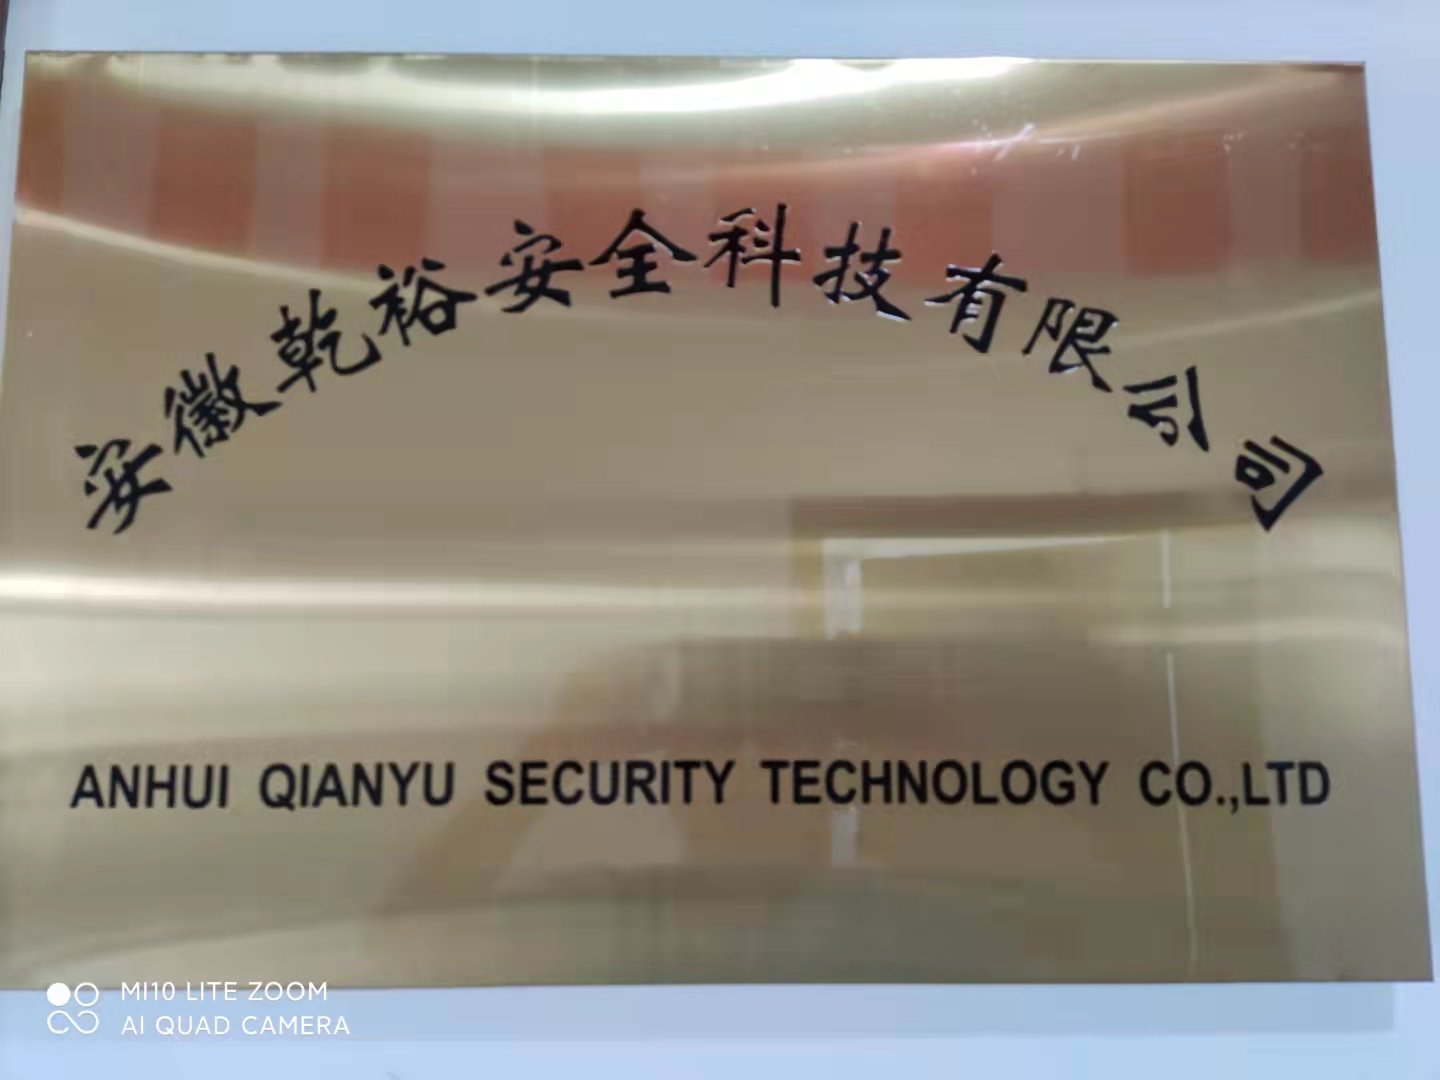 安徽乾裕安全科技有限公司
ANHUI QIANYU SECURITY TECHNOLOGY CO.,LTD
MI10 LITE ZOOM
AI QUAD CAMERA